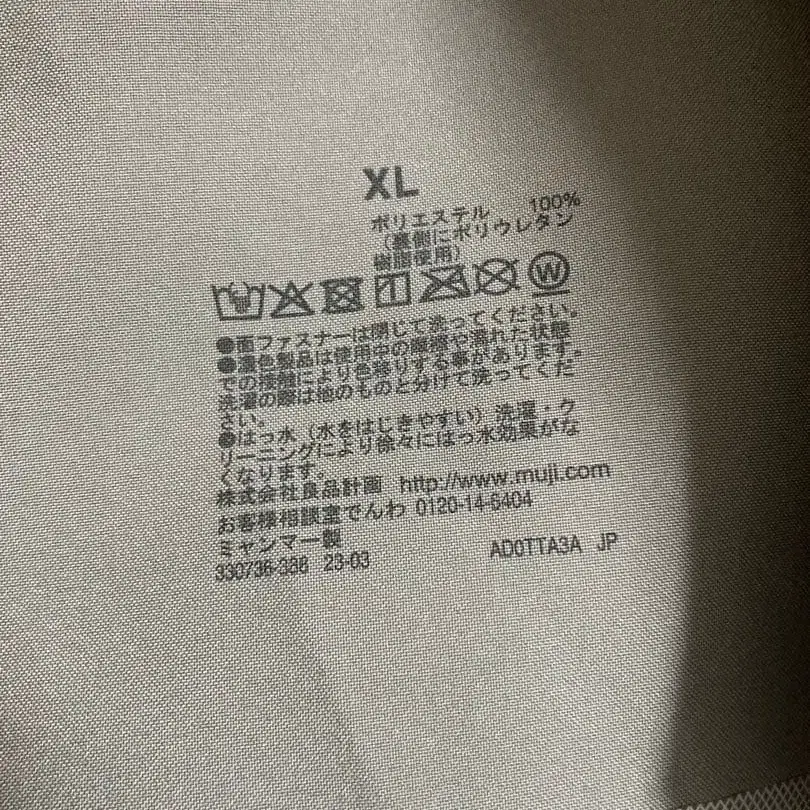 XL
ポリエステル 100%
(裏側にポリウレタン
樹脂使用)
W
●面ファスナーは閉じて洗ってください。
●濃色製品は使用中の摩擦や濡れた状態
での接触により色移りする事があります。
洗濯の際は他のものと分けて洗ってくだ
さい。
●はっ水(水をはじきやすい)洗濯・ク
リーニングにより徐々にはっ水効果がな
くなります。
株式会社良品計画 http://www.muji.com
お客様相談室でんわ 0120-14-6404
ミャンマー製
330736-388 23-03 AD0TTA3A JP